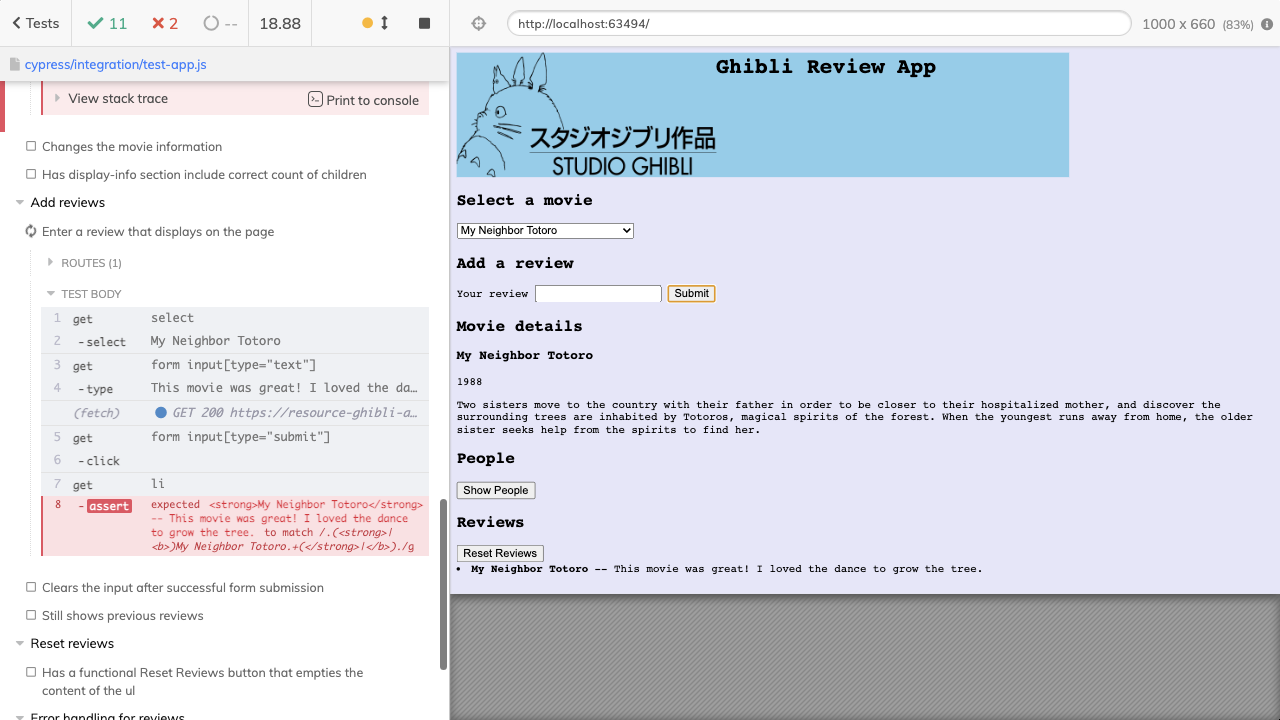 Tests
11
2
--
18.88
http://localhost:63494/
1000 x 660 (83%)
cypress/integration/test-app.js
View stack trace
Print to console
Changes the movie information
Has display-info section include correct count of children
Add reviews
Enter a review that displays on the page
ROUTES (1)
TEST BODY
1 get select
2 -select My Neighbor Totoro
3 get form input[type="text"]
4 -type This movie was great! I loved the da…
(fetch) GET 200 https://resource-ghibli-a…
5 get form input[type="submit"]
6 -click
7 get li
8 -assert expected <strong>My Neighbor Totoro</strong>
-- This movie was great! I loved the dance
to grow the tree. to match /.(<strong>|
<b>)My Neighbor Totoro.+(</strong>|</b>)./g
Clears the input after successful form submission
Still shows previous reviews
Reset reviews
Has a functional Reset Reviews button that empties the
content of the ul
Error handling for reviews
Ghibli Review App
スタジオジブリ作品
STUDIO GHIBLI
Select a movie
My Neighbor Totoro
Add a review
Your review Submit
Movie details
My Neighbor Totoro
1988
Two sisters move to the country with their father in order to be closer to their hospitalized mother, and discover the
surrounding trees are inhabited by Totoros, magical spirits of the forest. When the youngest runs away from home, the older
sister seeks help from the spirits to find her.
People
Show People
Reviews
Reset Reviews
• My Neighbor Totoro -- This movie was great! I loved the dance to grow the tree.